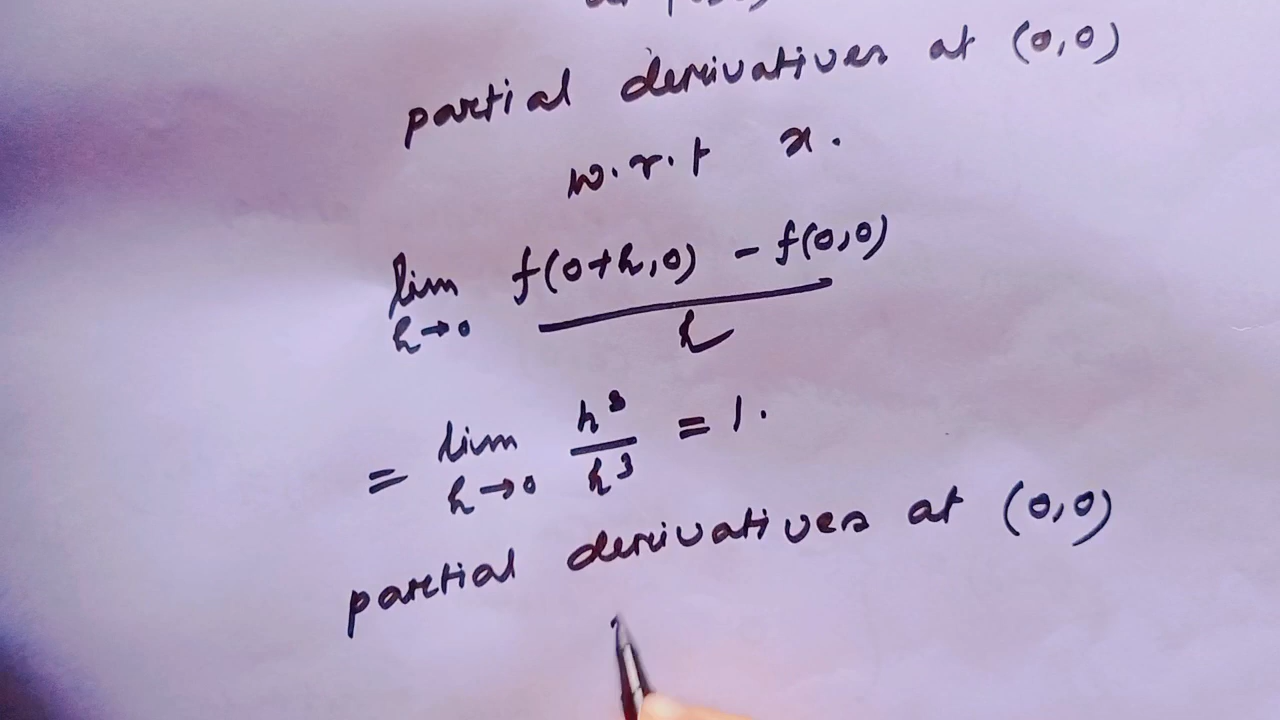 partial derivatives at (0,0)
w.r.t x.
lim f(0+h,0) - f(0,0)
h→0 h
= lim h³/h³ = 1.
h→0
partial derivatives at (0,0)